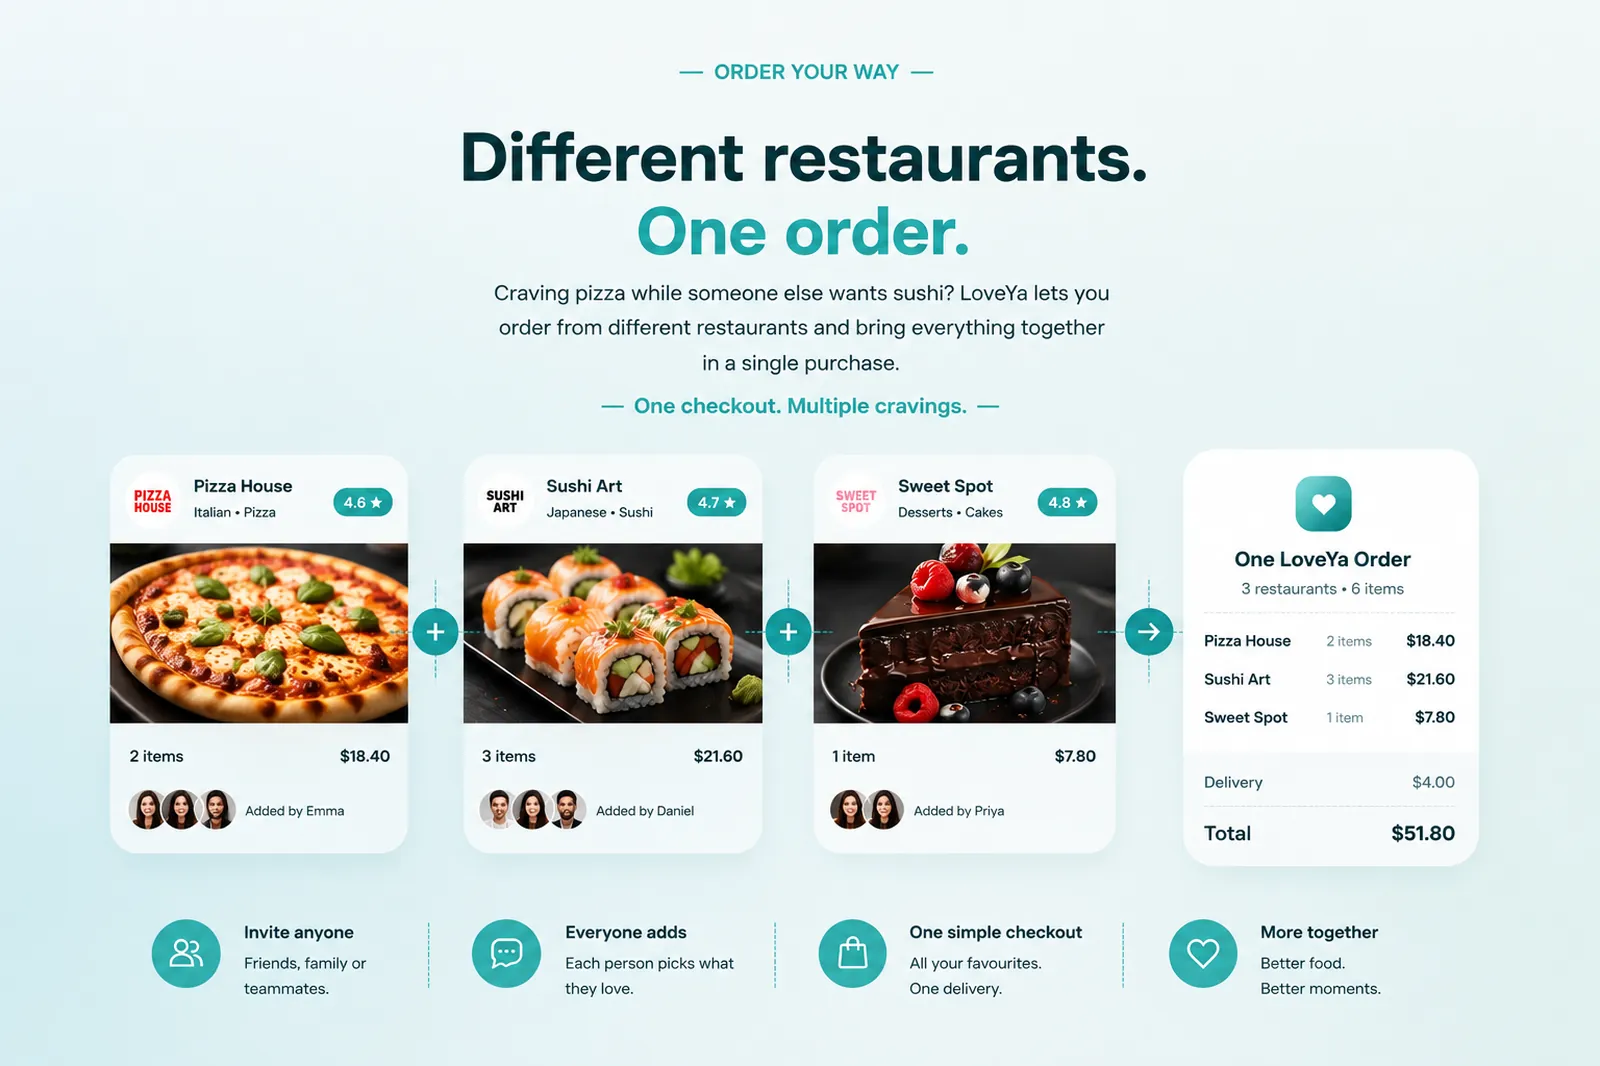 ORDER YOUR WAY
Different restaurants.
One order.
Craving pizza while someone else wants sushi? LoveYa lets you
order from different restaurants and bring everything together
in a single purchase.
One checkout. Multiple cravings.
PIZZA
HOUSE
Pizza House
Italian • Pizza
4.6 ★
2 items
$18.40
Added by Emma
SUSHI
ART
Sushi Art
Japanese • Sushi
4.7 ★
3 items
$21.60
Added by Daniel
SWEET
SPOT
Sweet Spot
Desserts • Cakes
4.8 ★
1 item
$7.80
Added by Priya
One LoveYa Order
3 restaurants • 6 items
Pizza House 2 items $18.40
Sushi Art 3 items $21.60
Sweet Spot 1 item $7.80
Delivery $4.00
Total $51.80
Invite anyone
Friends, family or
teammates.
Everyone adds
Each person picks what
they love.
One simple checkout
All your favourites.
One delivery.
More together
Better food.
Better moments.